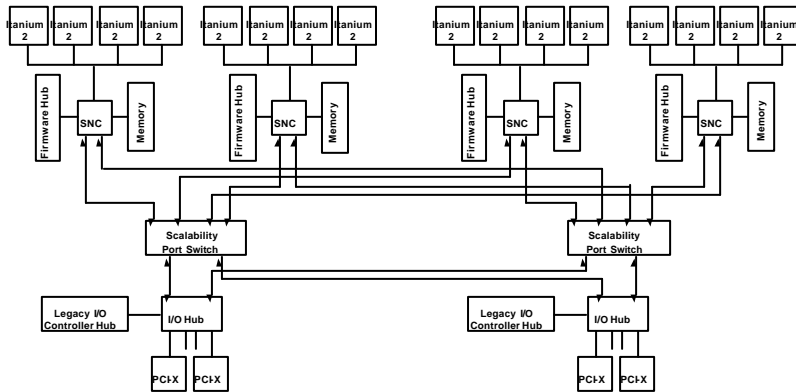 Itanium Itanium Itanium Itanium Itanium Itanium Itanium Itanium Itanium Itanium Itanium Itanium Itanium Itanium Itanium Itanium
2 2 2 2 2 2 2 2 2 2 2 2 2 2 2 2
Firmware Hub
SNC
Memory
Firmware Hub
SNC
Memory
Firmware Hub
SNC
Memory
Firmware Hub
SNC
Memory
Scalability
Port Switch
Scalability
Port Switch
Legacy I/O
Controller Hub
I/O Hub
Legacy I/O
Controller Hub
I/O Hub
PCI-X
PCI-X
PCI-X
PCI-X